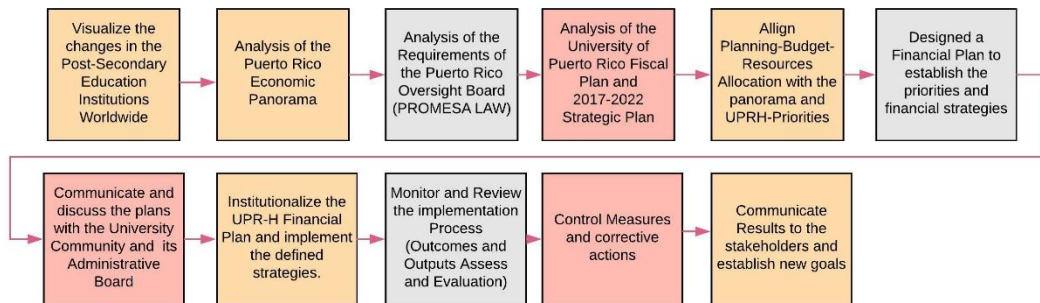 Visualize
the
changes in the
Post-Secondary
Education
Institutions
Worldwide
Analysis of the
Puerto Rico
Economic
Panorama
Analysis of the
Requirements of
the Puerto Rico
Oversight Board
(PROMESA LAW)
Analysis of the
University of
Puerto Rico Fiscal
Plan and
2017-2022
Strategic Plan
Allign
Planning-Budget-
Resources
Allocation with the
panorama and
UPRH-Priorities
Designed a
Financial Plan to
establish the
priorities and
financial strategies
Communicate and
discuss the plans
with the University
Community and its
Administrative
Board
Institutionalize the
UPR-H Financial
Plan and implement
the defined
strategies.
Monitor and Review
the implementation
Process
(Outcomes and
Outputs Assess
and Evaluation)
Control Measures
and corrective
actions
Communicate
Results to the
stakeholders and
establish new goals